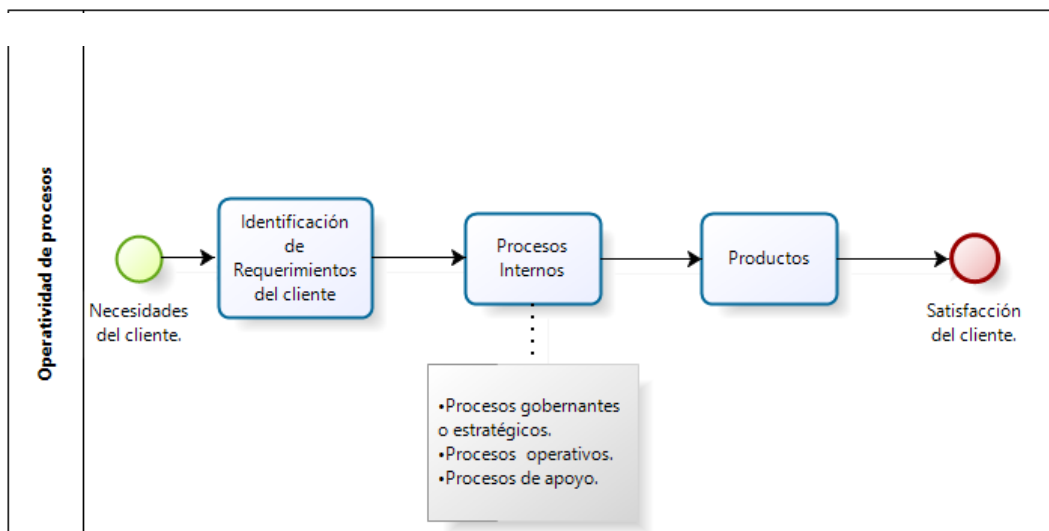 Operatividad de procesos
Necesidades
del cliente.
Identificación
de
Requerimientos
del cliente
Procesos
Internos
•Procesos gobernantes
o estratégicos.
•Procesos operativos.
•Procesos de apoyo.
Productos
Satisfacción
del cliente.